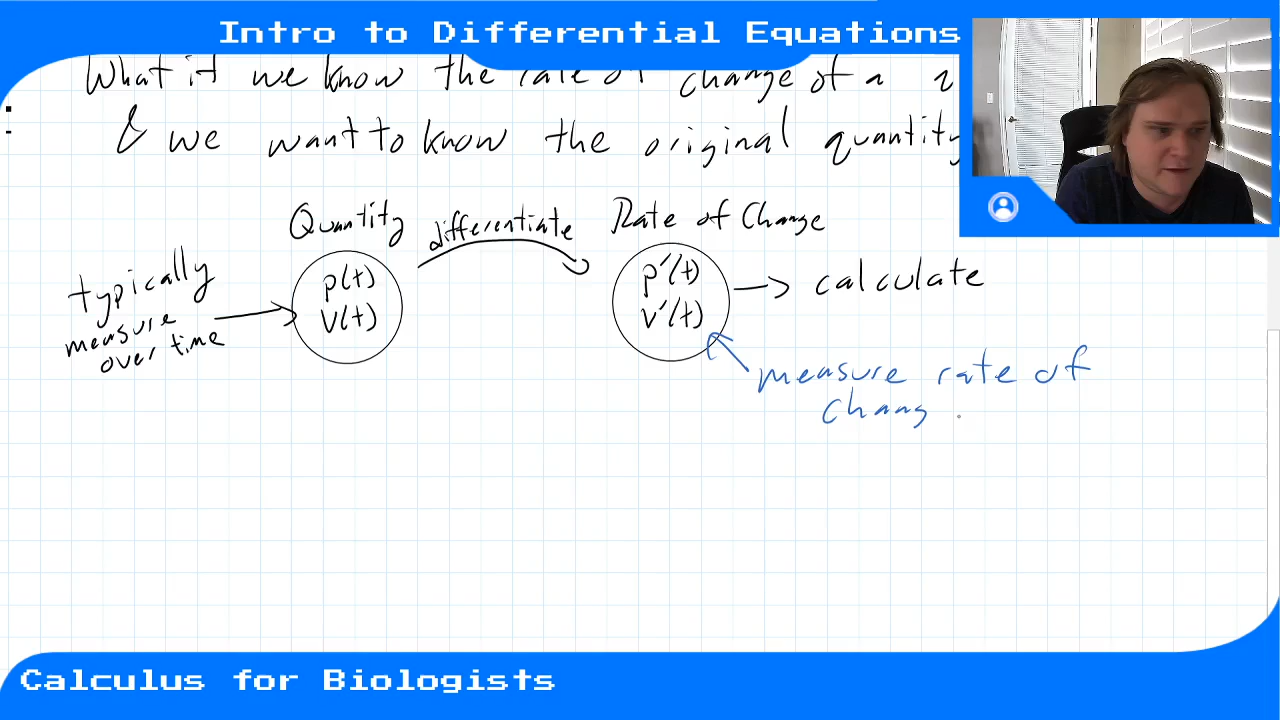 Intro to Differential Equations
What if we know the rate of change of a
& we want to know the original quantity
Quantity
differentiate
Rate of Change
typically
measure
over time
p(t)
v(t)
p'(t)
v'(t)
calculate
measure rate of
chang
Calculus for Biologists